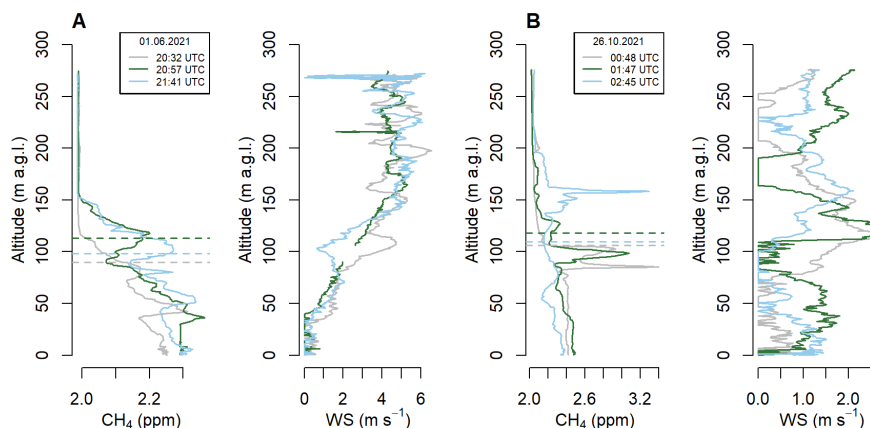 A
B
01.06.2021
20:32 UTC
20:57 UTC
21:41 UTC
26.10.2021
00:48 UTC
01:47 UTC
02:45 UTC
Altitude (m a.g.l.)
0 50 100 150 200 250 300
2.0 2.2
CH₄ (ppm)
Altitude (m a.g.l.)
0 50 100 150 200 250 300
0 2 4 6
WS (m s⁻¹)
Altitude (m a.g.l.)
0 50 100 150 200 250 300
2.0 2.6 3.2
CH₄ (ppm)
Altitude (m a.g.l.)
0 50 100 150 200 250 300
0.0 1.0 2.0
WS (m s⁻¹)